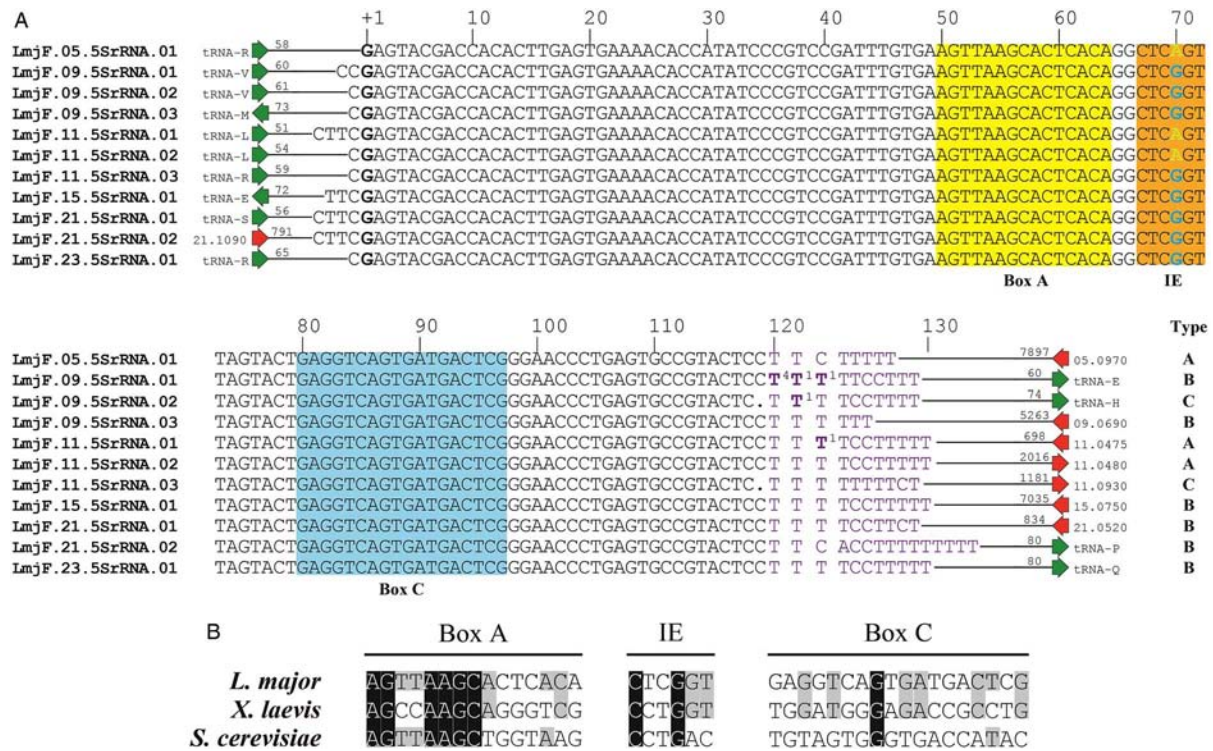 A
+1 10 20 30 40 50 60 70
LmjF.05.5SrRNA.01 tRNA-R 58 GAGTACGACCACACTTGAGTGAAAACACCATATCCCGTCCGATTTGTGAAGTTAAGCACTCACAGGCTCAGT
LmjF.09.5SrRNA.01 tRNA-V 60 CCGAGTACGACCACACTTGAGTGAAAACACCATATCCCGTCCGATTTGTGAAGTTAAGCACTCACAGGCTCGGT
LmjF.09.5SrRNA.02 tRNA-V 61 CGAGTACGACCACACTTGAGTGAAAACACCATATCCCGTCCGATTTGTGAAGTTAAGCACTCACAGGCTCGGT
LmjF.09.5SrRNA.03 tRNA-M 73 CGAGTACGACCACACTTGAGTGAAAACACCATATCCCGTCCGATTTGTGAAGTTAAGCACTCACAGGCTCGGT
LmjF.11.5SrRNA.01 tRNA-L 51 CTTCGAGTACGACCACACTTGAGTGAAAACACCATATCCCGTCCGATTTGTGAAGTTAAGCACTCACAGGCTCAGT
LmjF.11.5SrRNA.02 tRNA-L 54 CGAGTACGACCACACTTGAGTGAAAACACCATATCCCGTCCGATTTGTGAAGTTAAGCACTCACAGGCTCAGT
LmjF.11.5SrRNA.03 tRNA-R 59 CGAGTACGACCACACTTGAGTGAAAACACCATATCCCGTCCGATTTGTGAAGTTAAGCACTCACAGGCTCGGT
LmjF.15.5SrRNA.01 tRNA-E 72 TTCGAGTACGACCACACTTGAGTGAAAACACCATATCCCGTCCGATTTGTGAAGTTAAGCACTCACAGGCTCGGT
LmjF.21.5SrRNA.01 tRNA-S 56 CTTCGAGTACGACCACACTTGAGTGAAAACACCATATCCCGTCCGATTTGTGAAGTTAAGCACTCACAGGCTCGGT
LmjF.21.5SrRNA.02 21.1090 791 CTTCGAGTACGACCACACTTGAGTGAAAACACCATATCCCGTCCGATTTGTGAAGTTAAGCACTCACAGGCTCGGT
LmjF.23.5SrRNA.01 tRNA-R 65 CGAGTACGACCACACTTGAGTGAAAACACCATATCCCGTCCGATTTGTGAAGTTAAGCACTCACAGGCTCGGT
Box A IE
80 90 100 110 120 130 Type
LmjF.05.5SrRNA.01 TAGTACTGAGGTCAGTGATGACTCGGGAACCCTGAGTGCCGTACTCCT T C TTTTT 7897 05.0970 A
LmjF.09.5SrRNA.01 TAGTACTGAGGTCAGTGATGACTCGGGAACCCTGAGTGCCGTACTCCT⁴T¹T¹TTCCTTT 60 tRNA-E B
LmjF.09.5SrRNA.02 TAGTACTGAGGTCAGTGATGACTCGGGAACCCTGAGTGCCGTACTC.T T¹T TCCTTTT 74 tRNA-H C
LmjF.09.5SrRNA.03 TAGTACTGAGGTCAGTGATGACTCGGGAACCCTGAGTGCCGTACTCCT T T TTT 5263 09.0690 B
LmjF.11.5SrRNA.01 TAGTACTGAGGTCAGTGATGACTCGGGAACCCTGAGTGCCGTACTCCT T T¹TCCTTTTT 698 11.0475 A
LmjF.11.5SrRNA.02 TAGTACTGAGGTCAGTGATGACTCGGGAACCCTGAGTGCCGTACTCCT T T TCCTTTTT 2016 11.0480 A
LmjF.11.5SrRNA.03 TAGTACTGAGGTCAGTGATGACTCGGGAACCCTGAGTGCCGTACTC.T T T TTTTTCT 1181 11.0930 C
LmjF.15.5SrRNA.01 TAGTACTGAGGTCAGTGATGACTCGGGAACCCTGAGTGCCGTACTCCT T T TCCTTTTT 7035 15.0750 B
LmjF.21.5SrRNA.01 TAGTACTGAGGTCAGTGATGACTCGGGAACCCTGAGTGCCGTACTCCT T T TCCTTCT 834 21.0520 B
LmjF.21.5SrRNA.02 TAGTACTGAGGTCAGTGATGACTCGGGAACCCTGAGTGCCGTACTCCT T C ACCTTTTTTTTT 80 tRNA-P B
LmjF.23.5SrRNA.01 TAGTACTGAGGTCAGTGATGACTCGGGAACCCTGAGTGCCGTACTCCT T T TCCTTTTT 80 tRNA-Q B
Box C
B
Box A IE Box C
L. major AGTTAAGCACTCACA CTCGGT GAGGTCAGTGATGACTCG
X. laevis AGCCAAGCAGGGTCG CCTGGT TGGATGGGAGACCGCCTG
S. cerevisiae AGTTAAGCTGGTAAG CCTGAC TGTAGTGGGTGACCATAC